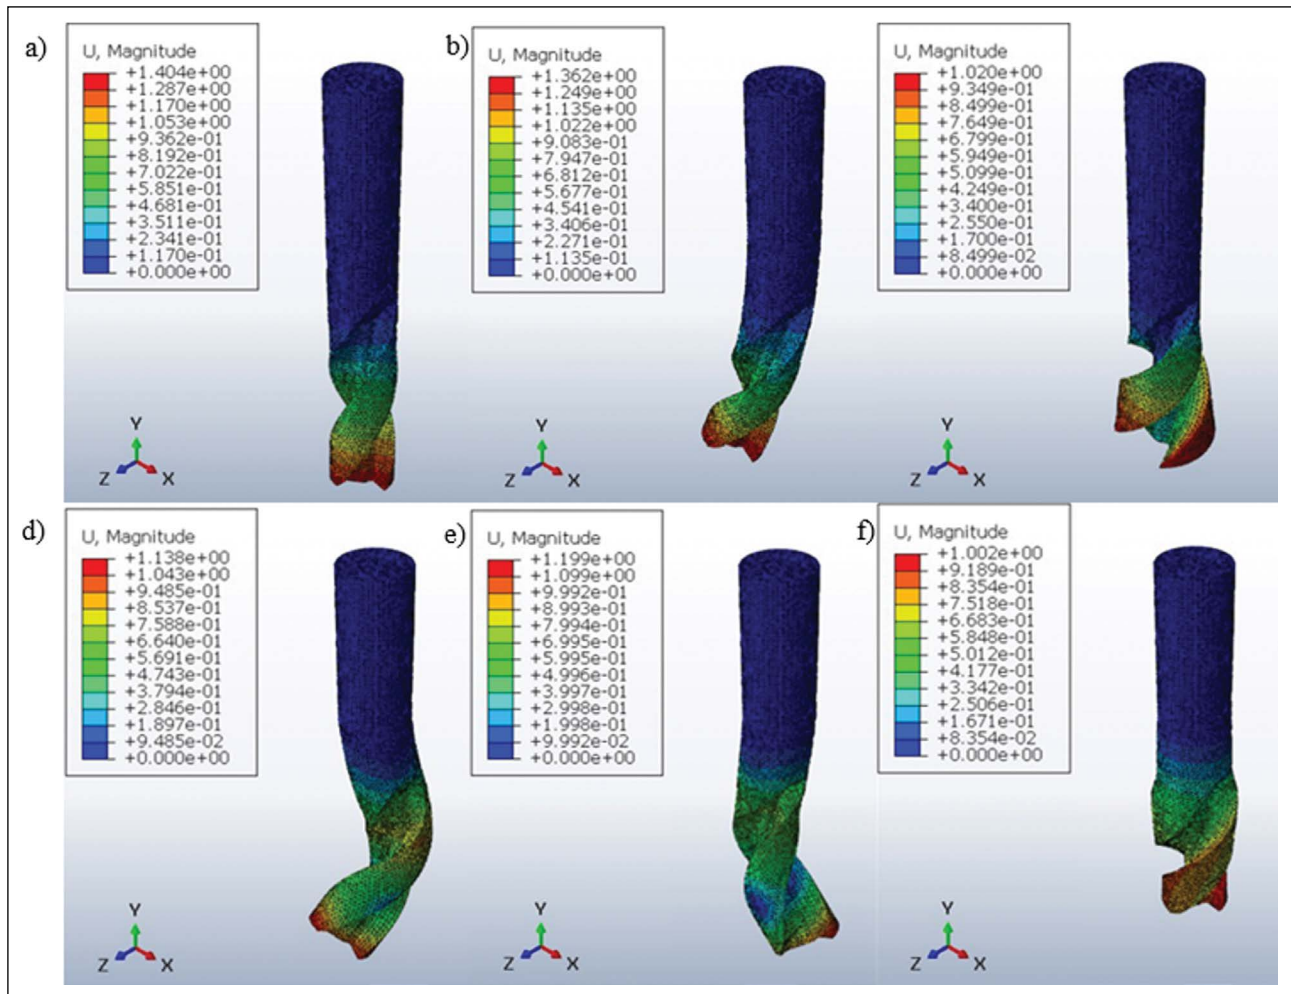 a)
U, Magnitude
+1.404e+00
+1.287e+00
+1.170e+00
+1.053e+00
+9.362e-01
+8.192e-01
+7.022e-01
+5.851e-01
+4.681e-01
+3.511e-01
+2.341e-01
+1.170e-01
+0.000e+00
Y
Z
X
b)
U, Magnitude
+1.362e+00
+1.249e+00
+1.135e+00
+1.022e+00
+9.083e-01
+7.947e-01
+6.812e-01
+5.677e-01
+4.541e-01
+3.406e-01
+2.271e-01
+1.135e-01
+0.000e+00
Y
Z
X
U, Magnitude
+1.020e+00
+9.349e-01
+8.499e-01
+7.649e-01
+6.799e-01
+5.949e-01
+5.099e-01
+4.249e-01
+3.400e-01
+2.550e-01
+1.700e-01
+8.499e-02
+0.000e+00
Y
Z
X
d)
U, Magnitude
+1.138e+00
+1.043e+00
+9.485e-01
+8.537e-01
+7.588e-01
+6.640e-01
+5.691e-01
+4.743e-01
+3.794e-01
+2.846e-01
+1.897e-01
+9.485e-02
+0.000e+00
Y
Z
X
e)
U, Magnitude
+1.199e+00
+1.099e+00
+9.992e-01
+8.993e-01
+7.994e-01
+6.995e-01
+5.995e-01
+4.996e-01
+3.997e-01
+2.998e-01
+1.998e-01
+9.992e-02
+0.000e+00
Y
Z
X
f)
U, Magnitude
+1.002e+00
+9.189e-01
+8.354e-01
+7.518e-01
+6.683e-01
+5.848e-01
+5.012e-01
+4.177e-01
+3.342e-01
+2.506e-01
+1.671e-01
+8.354e-02
+0.000e+00
Y
Z
X